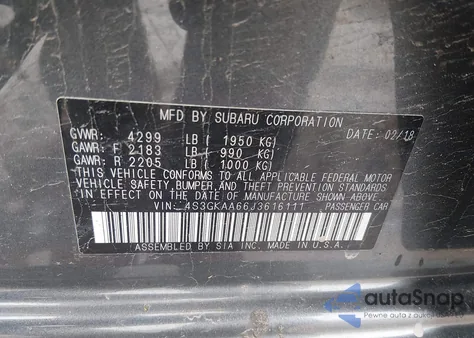 MFD BY SUBARU CORPORATION
GVWR: 4299 LB ( 1950 KG) DATE: 02/18
GAWR: F 2183 LB ( 990 KG)
GAWR: R 2205 LB ( 1000 KG)
THIS VEHICLE CONFORMS TO ALL APPLICABLE FEDERAL MOTOR
VEHICLE SAFETY, BUMPER, AND THEFT PREVENTION STANDARDS
IN EFFECT ON THE DATE OF MANUFACTURE SHOWN ABOVE.
VIN: 4S3GKAA66J3616111 PASSENGER CAR
ASSEMBLED BY SIA INC. MADE IN U.S.A.
autoSnap
Pewne auta z aukcji